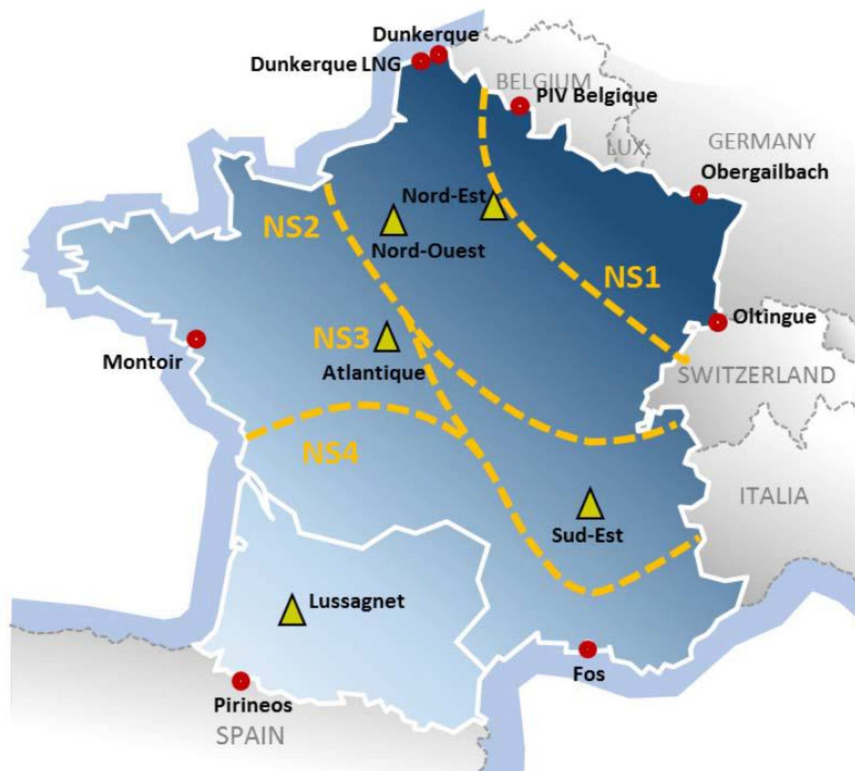 Dunkerque
Dunkerque LNG
BELGIUM
PIV Belgique
LUX
GERMANY
Obergailbach
Nord-Est
NS2
Nord-Ouest
NS1
Oltingue
NS3
Montoir
Atlantique
SWITZERLAND
NS4
ITALIA
Sud-Est
Lussagnet
Fos
Pirineos
SPAIN